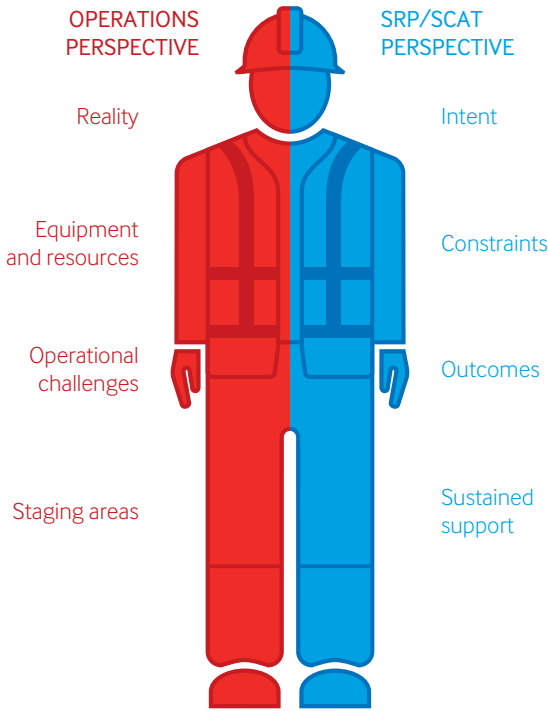 OPERATIONS
PERSPECTIVE
Reality
Equipment
and resources
Operational
challenges
Staging areas
SRP/SCAT
PERSPECTIVE
Intent
Constraints
Outcomes
Sustained
support